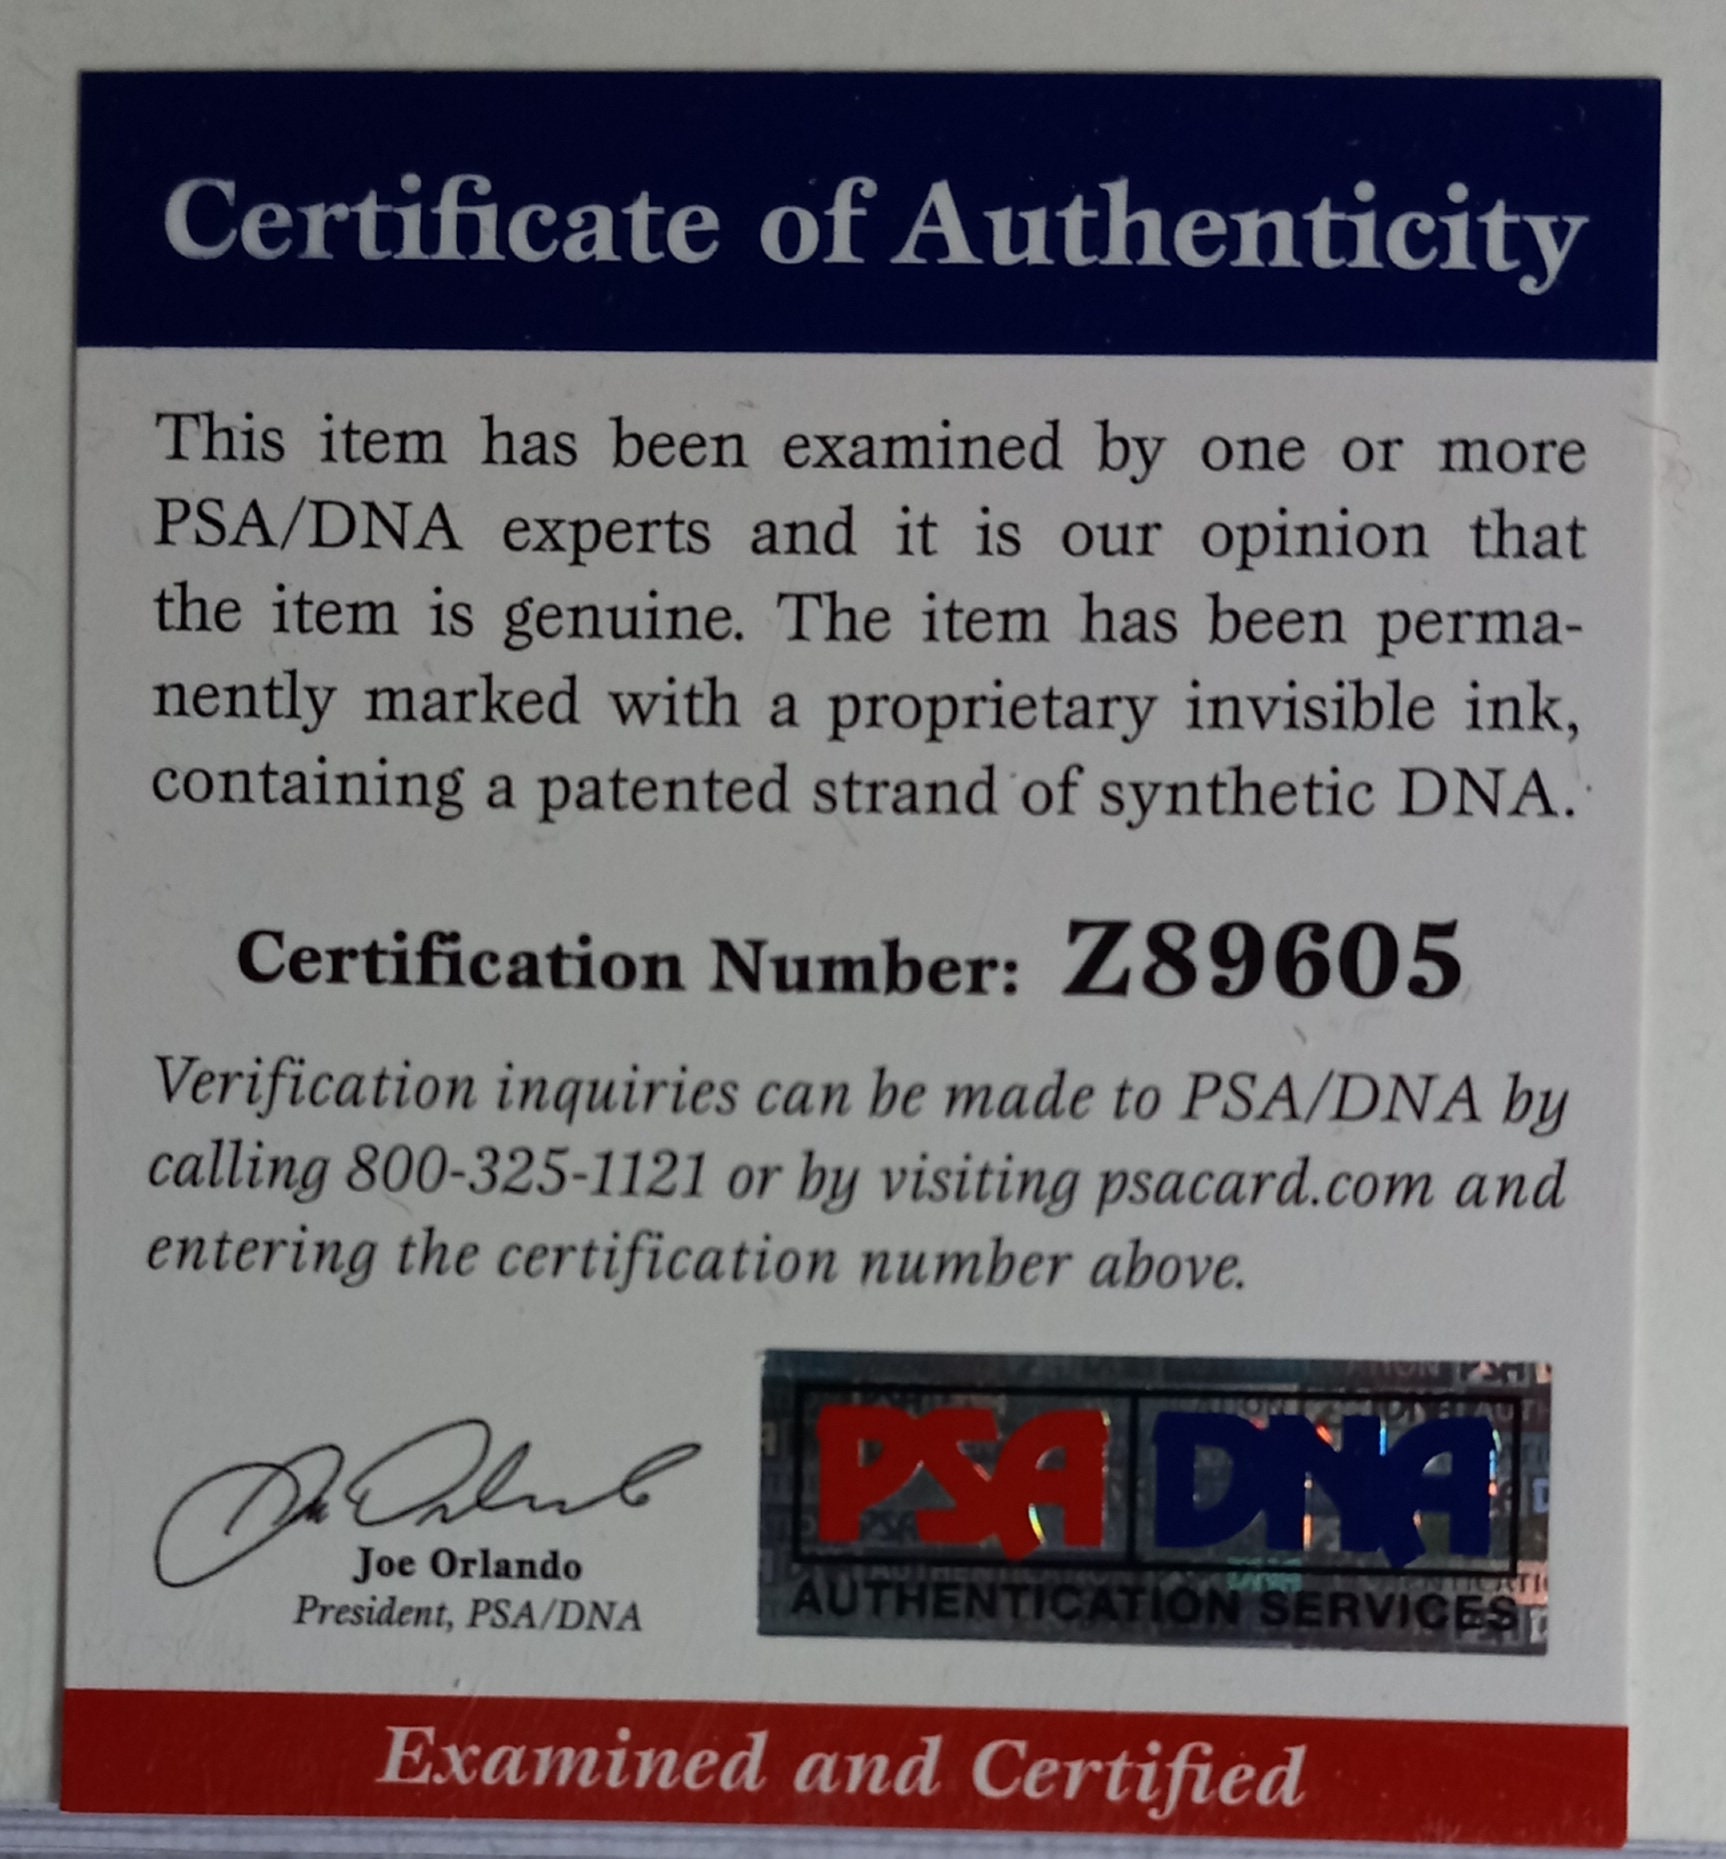 Certificate of Authenticity
This item has been examined by one or more
PSA/DNA experts and it is our opinion that
the item is genuine. The item has been perma-
nently marked with a proprietary invisible ink,
containing a patented strand of synthetic DNA.
Certification Number: Z89605
Verification inquiries can be made to PSA/DNA by
calling 800-325-1121 or by visiting psacard.com and
entering the certification number above.
Joe Orlando
President, PSA/DNA
PSA DNA
AUTHENTICATION SERVICES
Examined and Certified